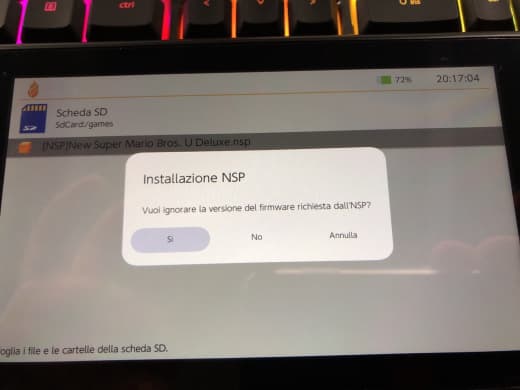 ctrl
72%
20:17:04
Scheda SD
SdCard:/games
[NSP]New Super Mario Bros. U Deluxe.nsp
Installazione NSP
Vuoi ignorare la versione del firmware richiesta dall'NSP?
Sì
No
Annulla
oglia i file e le cartelle della scheda SD.